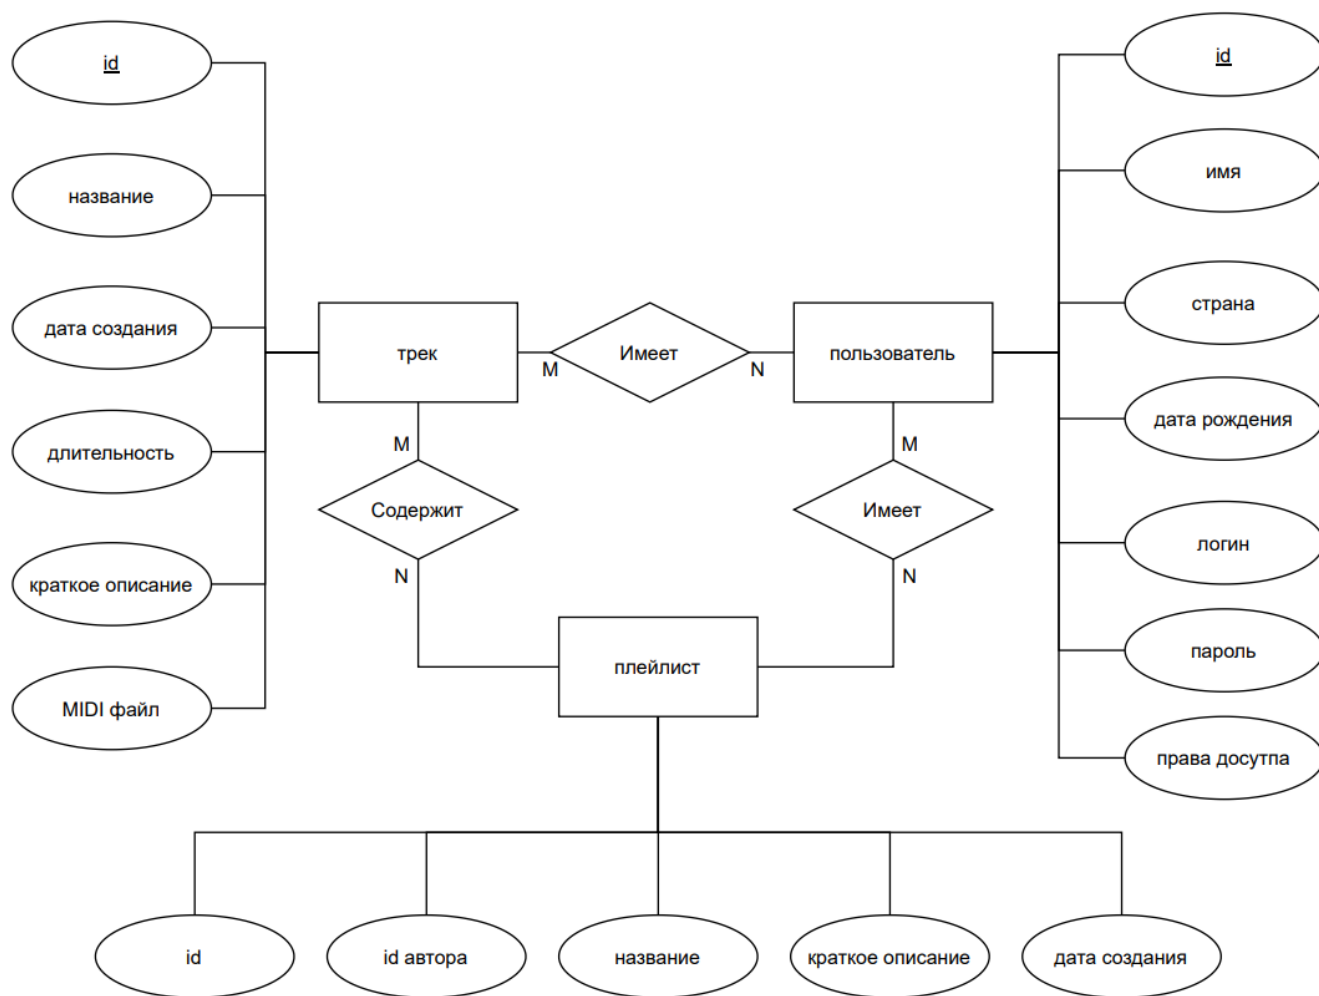 id
id
название
имя
дата создания
страна
трек
Имеет
пользователь
M
N
длительность
дата рождения
M
M
Содержит
Имеет
логин
N
N
краткое описание
пароль
плейлист
MIDI файл
права досутпа
id
id автора
название
краткое описание
дата создания